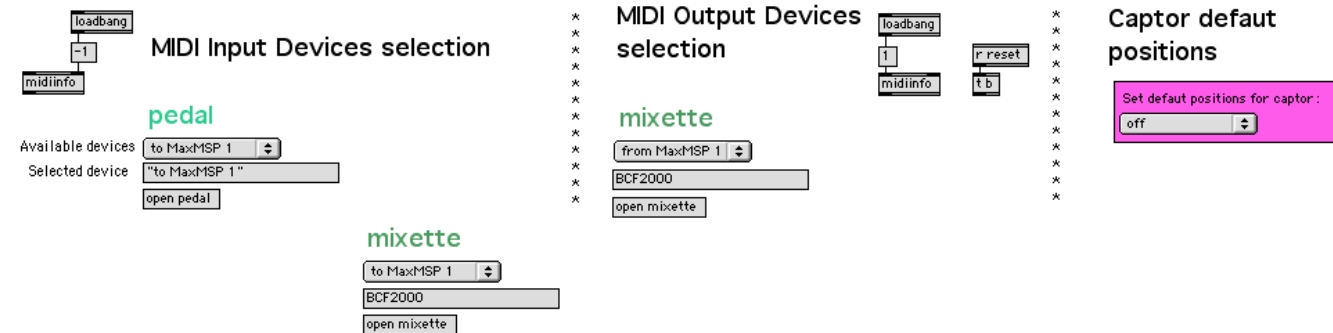 loadbang
-1
midiinfo
MIDI Input Devices selection
pedal
Available devices
to MaxMSP 1
Selected device
"to MaxMSP 1"
open pedal
mixette
to MaxMSP 1
BCF2000
open mixette
*
*
*
*
*
*
*
*
*
*
*
*
MIDI Output Devices
selection
loadbang
1
midiinfo
r reset
t b
mixette
from MaxMSP 1
BCF2000
open mixette
*
*
*
*
*
*
*
*
*
*
*
*
Captor defaut
positions
Set defaut positions for captor :
off